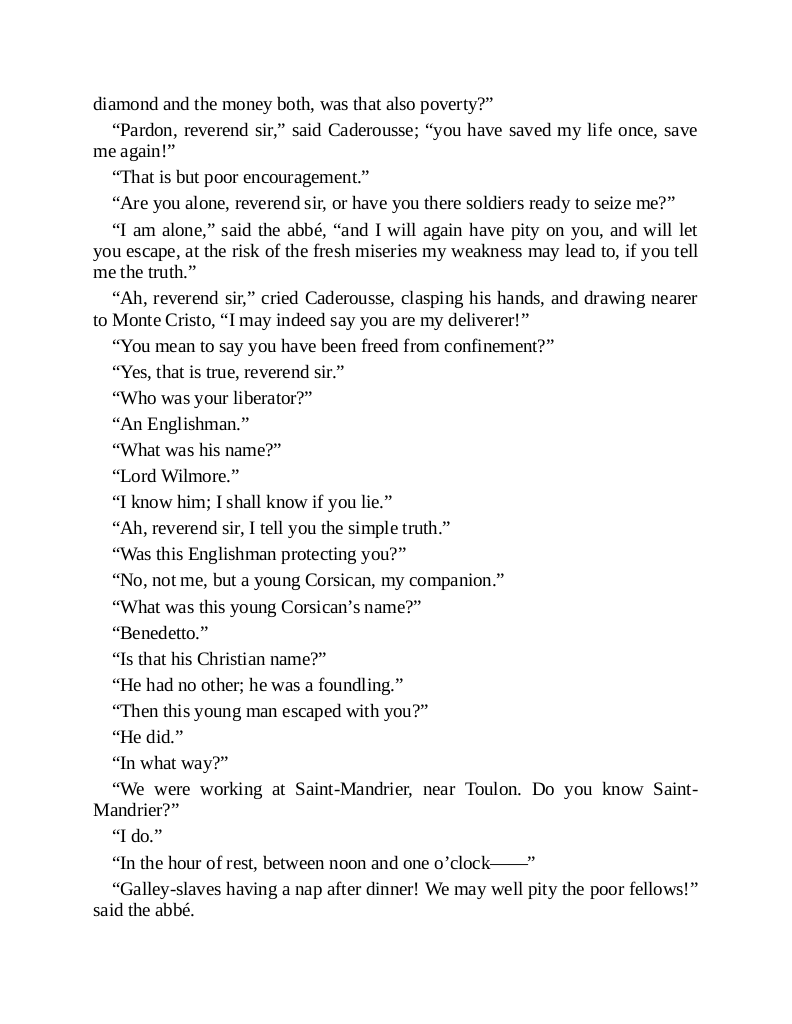 diamond and the money both, was that also poverty?”
“Pardon, reverend sir,” said Caderousse; “you have saved my life once, save
me again!”
“That is but poor encouragement.”
“Are you alone, reverend sir, or have you there soldiers ready to seize me?”
“I am alone,” said the abbé, “and I will again have pity on you, and will let
you escape, at the risk of the fresh miseries my weakness may lead to, if you tell
me the truth.”
“Ah, reverend sir,” cried Caderousse, clasping his hands, and drawing nearer
to Monte Cristo, “I may indeed say you are my deliverer!”
“You mean to say you have been freed from confinement?”
“Yes, that is true, reverend sir.”
“Who was your liberator?”
“An Englishman.”
“What was his name?”
“Lord Wilmore.”
“I know him; I shall know if you lie.”
“Ah, reverend sir, I tell you the simple truth.”
“Was this Englishman protecting you?”
“No, not me, but a young Corsican, my companion.”
“What was this young Corsican’s name?”
“Benedetto.”
“Is that his Christian name?”
“He had no other; he was a foundling.”
“Then this young man escaped with you?”
“He did.”
“In what way?”
“We were working at Saint-Mandrier, near Toulon. Do you know Saint-
Mandrier?”
“I do.”
“In the hour of rest, between noon and one o’clock——”
“Galley-slaves having a nap after dinner! We may well pity the poor fellows!”
said the abbé.